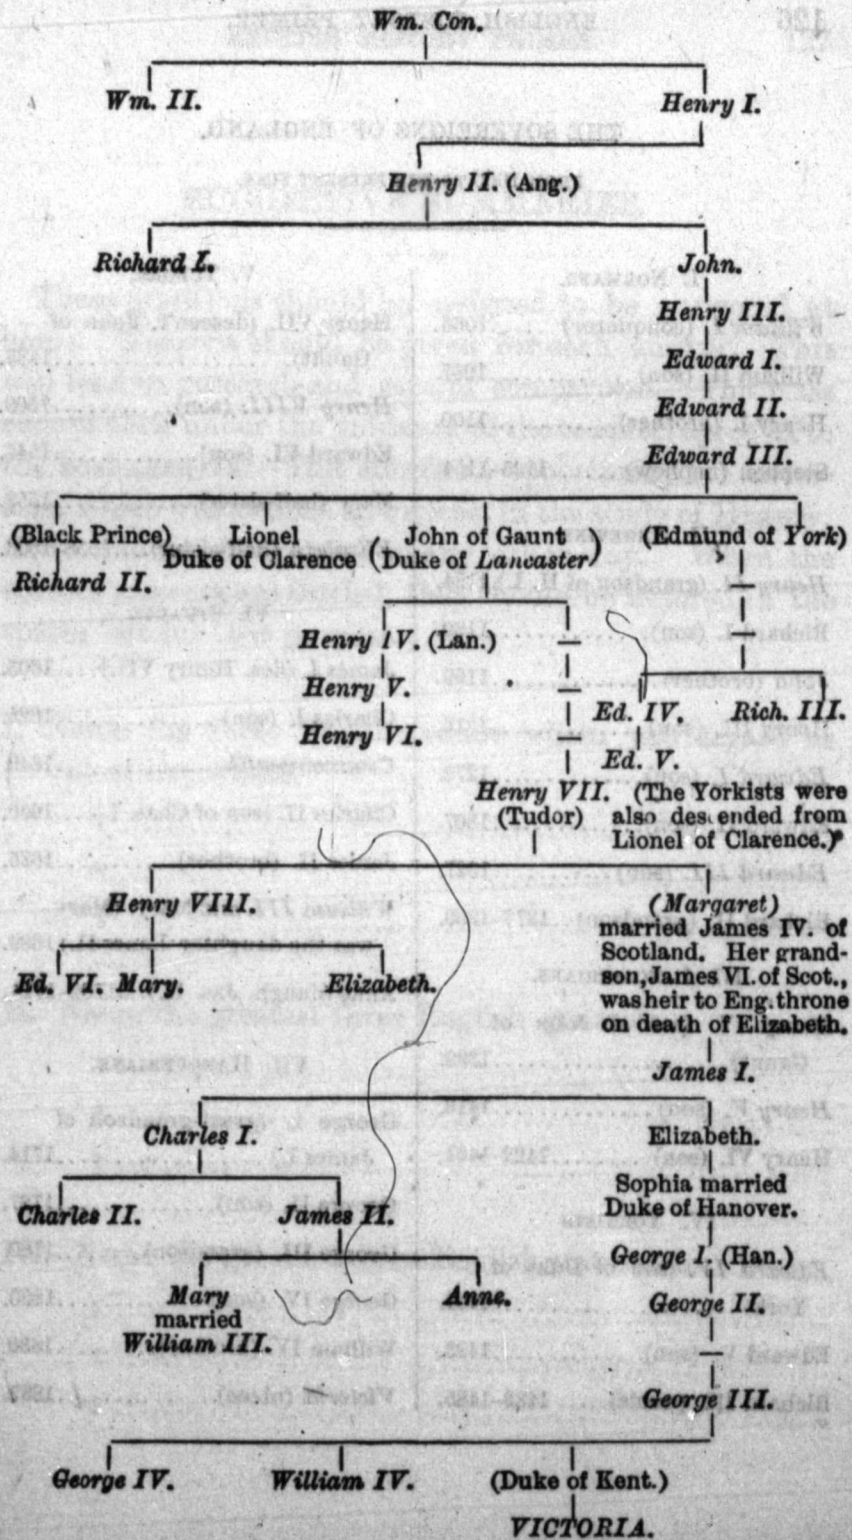 Wm. Con.
Wm. II. Henry I.
Henry II. (Ang.)
Richard I. John.
Henry III.
Edward I.
Edward II.
Edward III.
(Black Prince) Lionel John of Gaunt (Edmund of York)
Richard II. Duke of Clarence (Duke of Lancaster)
Henry IV. (Lan.)
Henry V.
Henry VI.
Ed. IV. Rich. III.
Ed. V.
Henry VII.
(Tudor)
(The Yorkists were
also descended from
Lionel of Clarence.)
Henry VIII.
Ed. VI. Mary. Elizabeth.
(Margaret)
married James IV. of
Scotland. Her grand-
son, James VI. of Scot.,
was heir to Eng. throne
on death of Elizabeth.
James I.
Charles I. Elizabeth.
Sophia married
Duke of Hanover.
Charles II. James II.
George I. (Han.)
Mary Anne.
married
William III.
George II.
George III.
George IV. William IV. (Duke of Kent.)
VICTORIA.